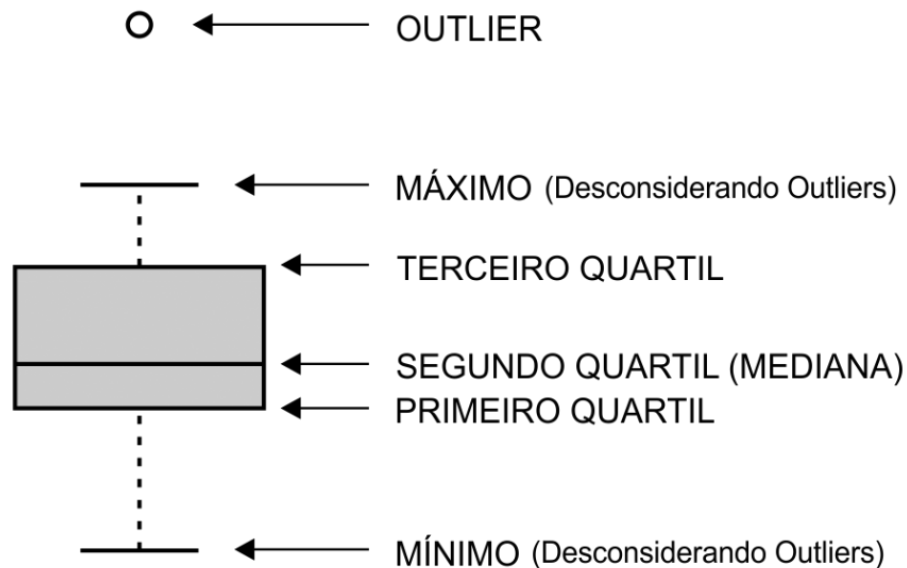 OUTLIER
MÁXIMO (Desconsiderando Outliers)
TERCEIRO QUARTIL
SEGUNDO QUARTIL (MEDIANA)
PRIMEIRO QUARTIL
MÍNIMO (Desconsiderando Outliers)